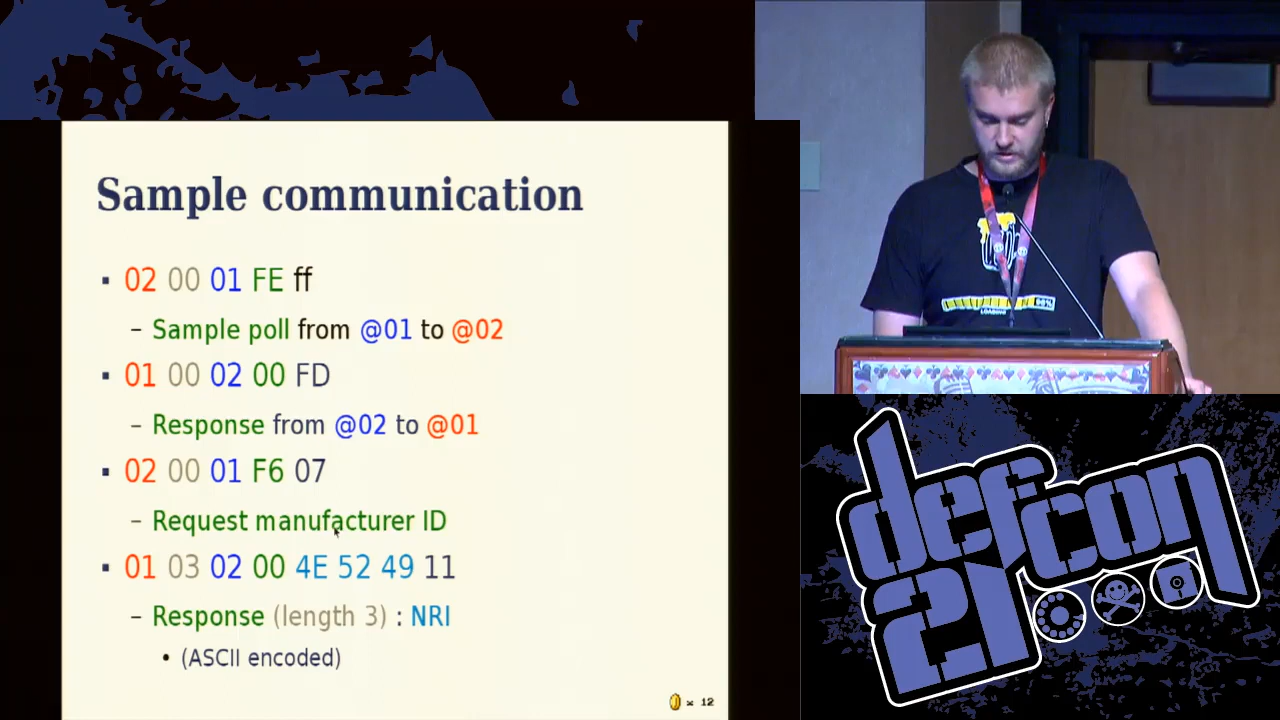 Sample communication
▪ 02 00 01 FE ff
– Sample poll from @01 to @02
▪ 01 00 02 00 FD
– Response from @02 to @01
▪ 02 00 01 F6 07
– Request manufacturer ID
▪ 01 03 02 00 4E 52 49 11
– Response (length 3) : NRI
• (ASCII encoded)
× 12
LOADING
defcon
21